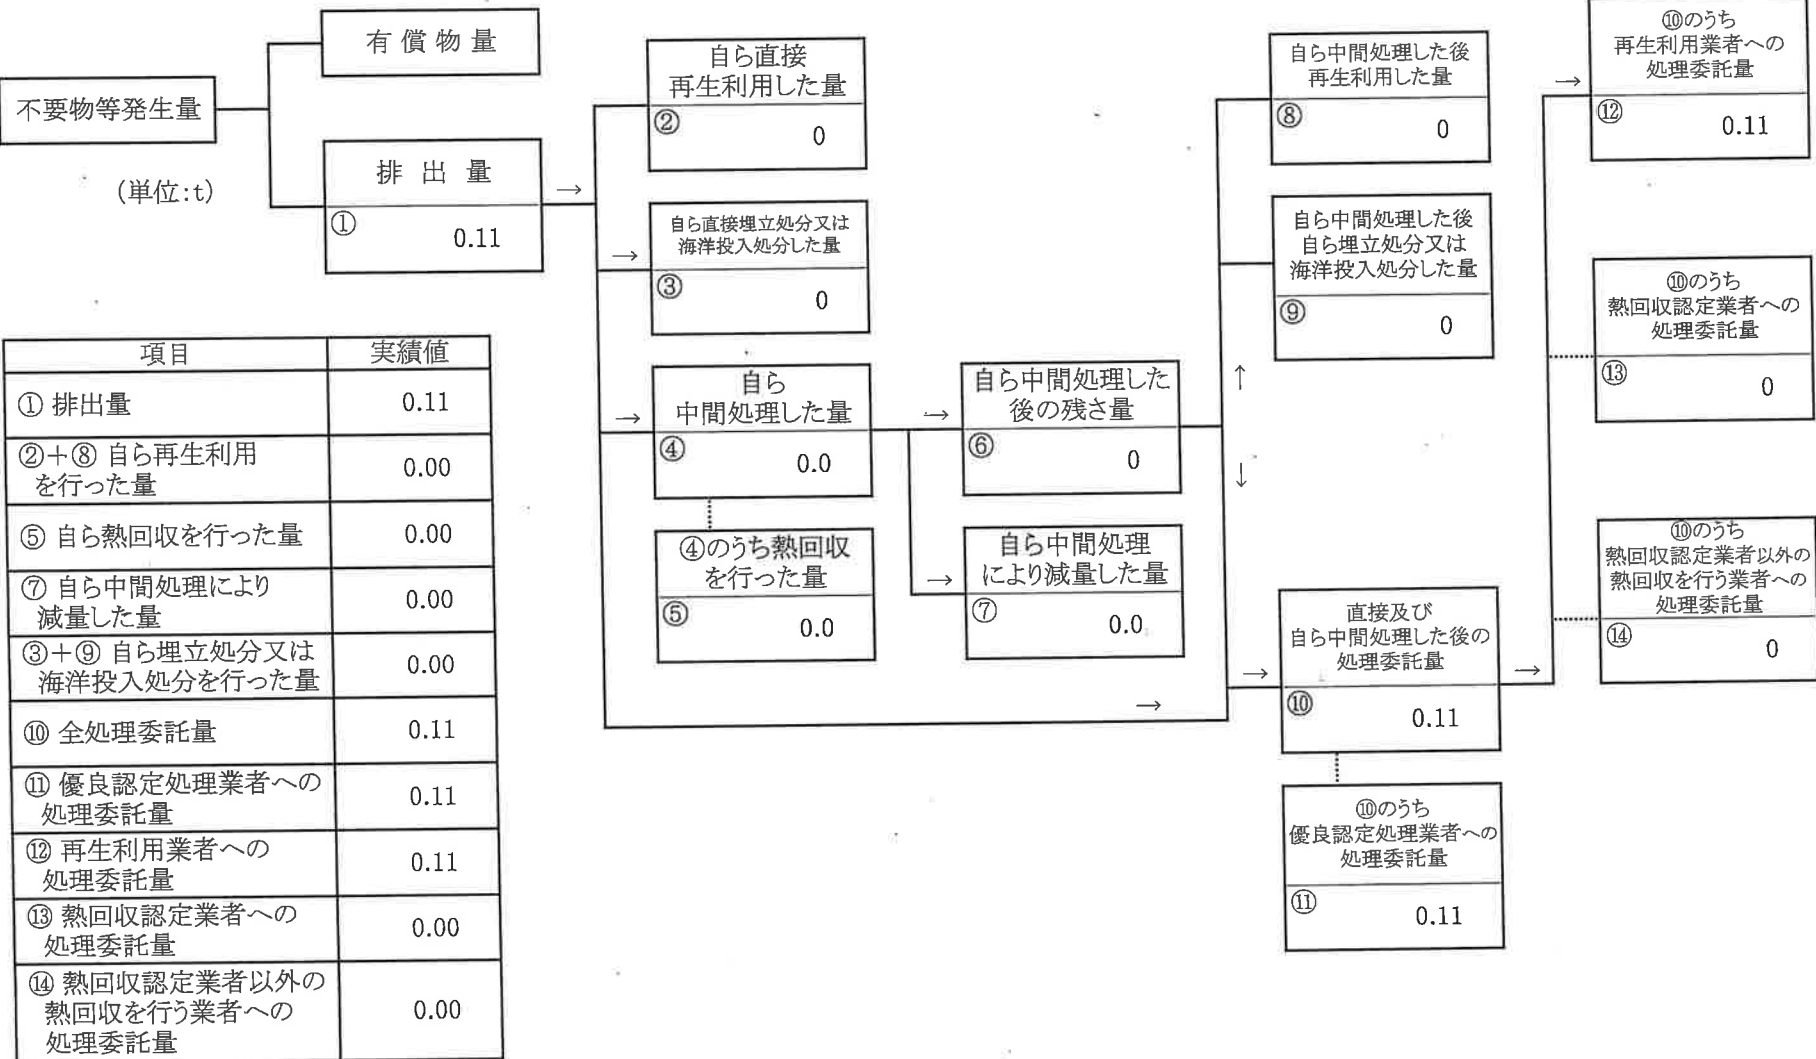 不要物等発生量
(単位:t)
有償物量
排出量
①
0.11
→
自ら直接
再生利用した量
②
0
→
自ら直接埋立処分又は
海洋投入処分した量
③
0
→
自ら
中間処理した量
④
0.0
④のうち熱回収
を行った量
⑤
0.0
→
自ら中間処理した
後の残さ量
⑥
0
→
自ら中間処理
により減量した量
⑦
0.0
→
↑
↓
自ら中間処理した後
再生利用した量
⑧
0
自ら中間処理した後
自ら埋立処分又は
海洋投入処分した量
⑨
0
→
直接及び
自ら中間処理した後の
処理委託量
⑩
0.11
⑩のうち
優良認定処理業者への
処理委託量
⑪
0.11
→
→
⑩のうち
再生利用業者への
処理委託量
⑫
0.11
⑩のうち
熱回収認定業者への
処理委託量
⑬
0
⑩のうち
熱回収認定業者以外の
熱回収を行う業者への
処理委託量
⑭
0
項目 実績値
① 排出量 0.11
②+⑧ 自ら再生利用
を行った量 0.00
⑤ 自ら熱回収を行った量 0.00
⑦ 自ら中間処理により
減量した量 0.00
③+⑨ 自ら埋立処分又は
海洋投入処分を行った量 0.00
⑩ 全処理委託量 0.11
⑪ 優良認定処理業者への
処理委託量 0.11
⑫ 再生利用業者への
処理委託量 0.11
⑬ 熱回収認定業者への
処理委託量 0.00
⑭ 熱回収認定業者以外の
熱回収を行う業者への
処理委託量 0.00